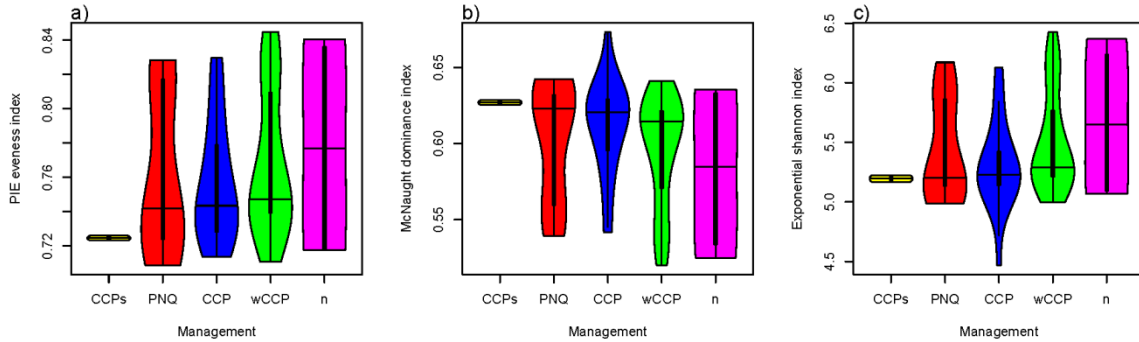 a)
PIE eveness index
0.84
0.80
0.76
0.72
CCPs PNQ CCP wCCP n
Management
b)
McNaught dominance index
0.65
0.60
0.55
CCPs PNQ CCP wCCP n
Management
c)
Exponential shannon index
6.5
6.0
5.5
5.0
4.5
CCPs PNQ CCP wCCP n
Management